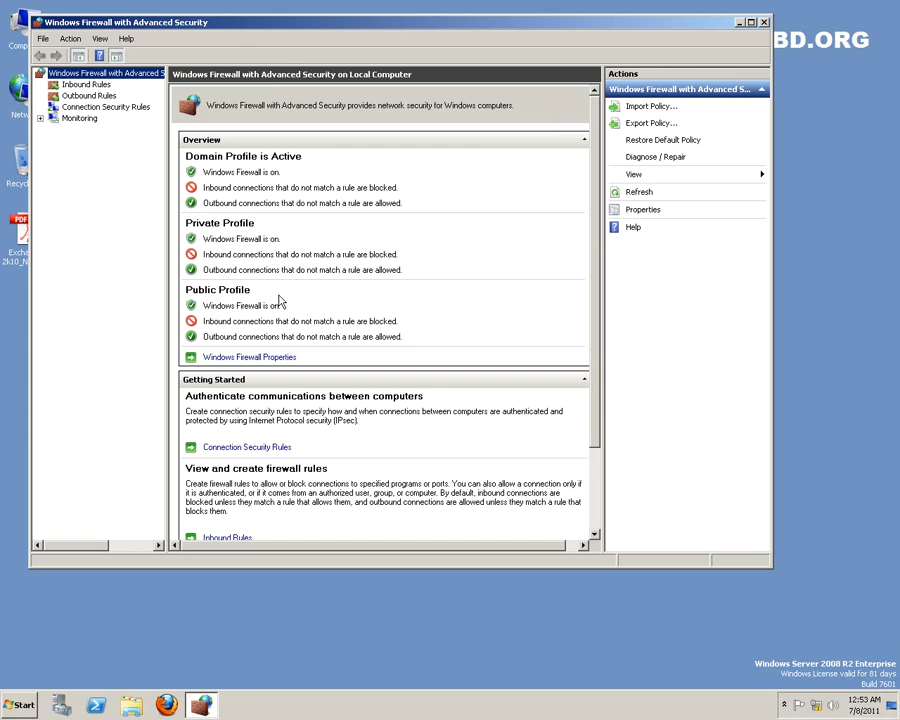 Windows Firewall with Advanced Security
File Action View Help
BD.ORG
Windows Firewall with Advanced S
Inbound Rules
Outbound Rules
Connection Security Rules
Monitoring
Windows Firewall with Advanced Security on Local Computer
Windows Firewall with Advanced Security provides network security for Windows computers.
Overview
Domain Profile is Active
Windows Firewall is on.
Inbound connections that do not match a rule are blocked.
Outbound connections that do not match a rule are allowed.
Private Profile
Windows Firewall is on.
Inbound connections that do not match a rule are blocked.
Outbound connections that do not match a rule are allowed.
Public Profile
Windows Firewall is on.
Inbound connections that do not match a rule are blocked.
Outbound connections that do not match a rule are allowed.
Windows Firewall Properties
Getting Started
Authenticate communications between computers
Create connection security rules to specify how and when connections between computers are authenticated and
protected by using Internet Protocol security (IPsec).
Connection Security Rules
View and create firewall rules
Create firewall rules to allow or block connections to specified programs or ports. You can also allow a connection only if
it is authenticated, or if it comes from an authorized user, group, or computer. By default, inbound connections are
blocked unless they match a rule that allows them, and outbound connections are allowed unless they match a rule that
blocks them.
Inbound Rules
Actions
Windows Firewall with Advanced S...
Import Policy...
Export Policy...
Restore Default Policy
Diagnose / Repair
View
Refresh
Properties
Help
Comp
Netw
Recyc
PDF
Exch
2k10_N
Windows Server 2008 R2 Enterprise
Windows License valid for 81 days
Build 7601
Start
12:53 AM
7/8/2011